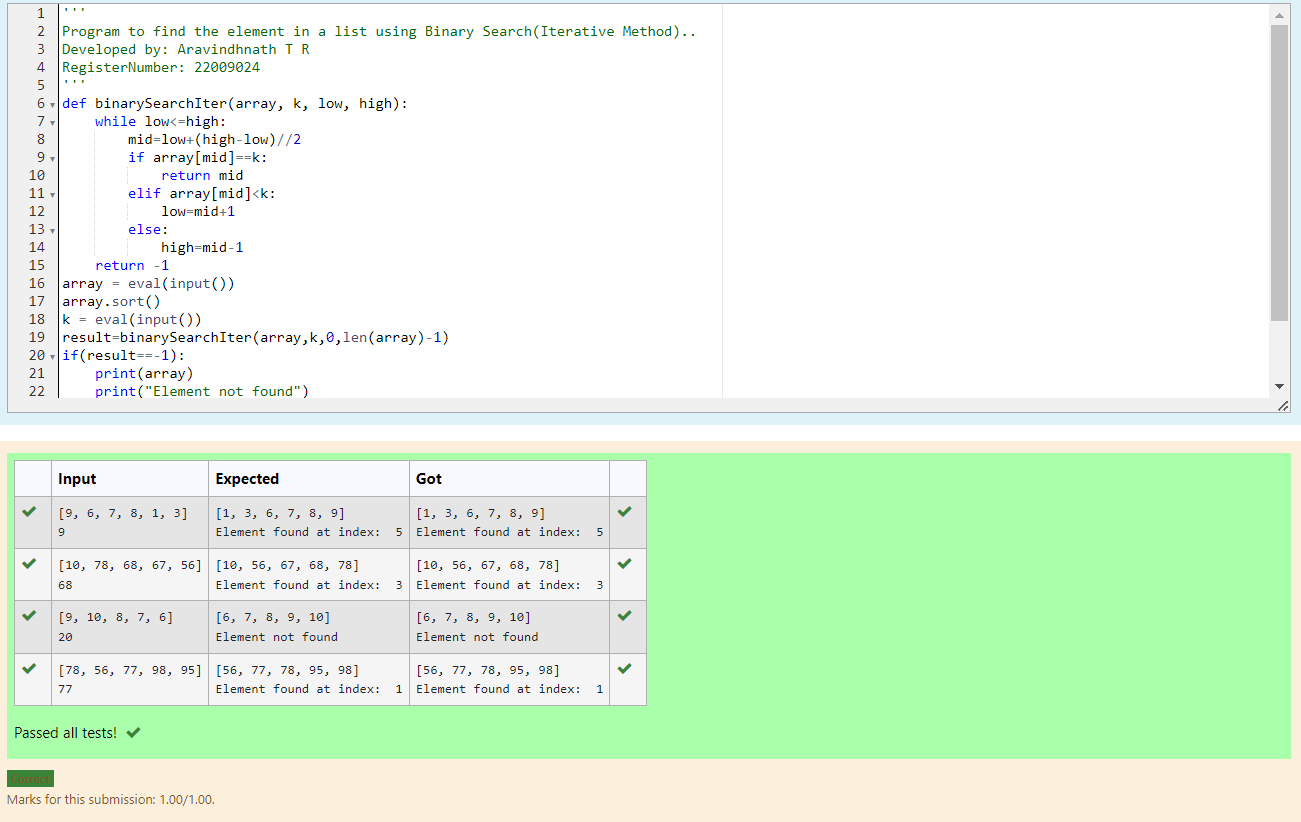 1 '''
2 Program to find the element in a list using Binary Search(Iterative Method)..
3 Developed by: Aravindhnath T R
4 RegisterNumber: 22009024
5 '''
6 def binarySearchIter(array, k, low, high):
7     while low<=high:
8         mid=low+(high-low)//2
9         if array[mid]==k:
10             return mid
11         elif array[mid]<k:
12             low=mid+1
13         else:
14             high=mid-1
15     return -1
16 array = eval(input())
17 array.sort()
18 k = eval(input())
19 result=binarySearchIter(array,k,0,len(array)-1)
20 if(result==-1):
21     print(array)
22     print("Element not found")
Input Expected Got
[9, 6, 7, 8, 1, 3] [1, 3, 6, 7, 8, 9] [1, 3, 6, 7, 8, 9]
9 Element found at index:  5 Element found at index:  5
[10, 78, 68, 67, 56] [10, 56, 67, 68, 78] [10, 56, 67, 68, 78]
68 Element found at index:  3 Element found at index:  3
[9, 10, 8, 7, 6] [6, 7, 8, 9, 10] [6, 7, 8, 9, 10]
20 Element not found Element not found
[78, 56, 77, 98, 95] [56, 77, 78, 95, 98] [56, 77, 78, 95, 98]
77 Element found at index:  1 Element found at index:  1
Passed all tests!
Correct
Marks for this submission: 1.00/1.00.